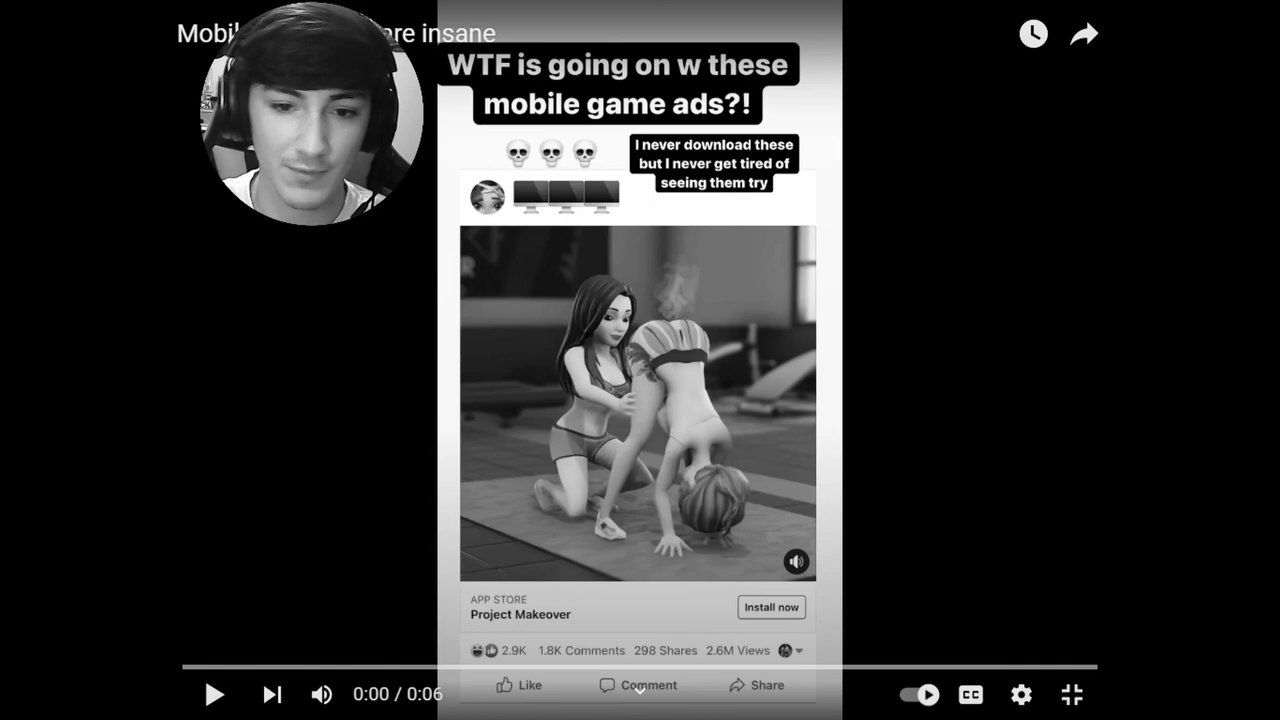 Mobil are insane
WTF is going on w these
mobile game ads?!
I never download these
but I never get tired of
seeing them try
R
APP STORE
Project Makeover
Install now
2.9K 1.8K Comments 298 Shares 2.6M Views
Like Comment Share
0:00 / 0:06
CC